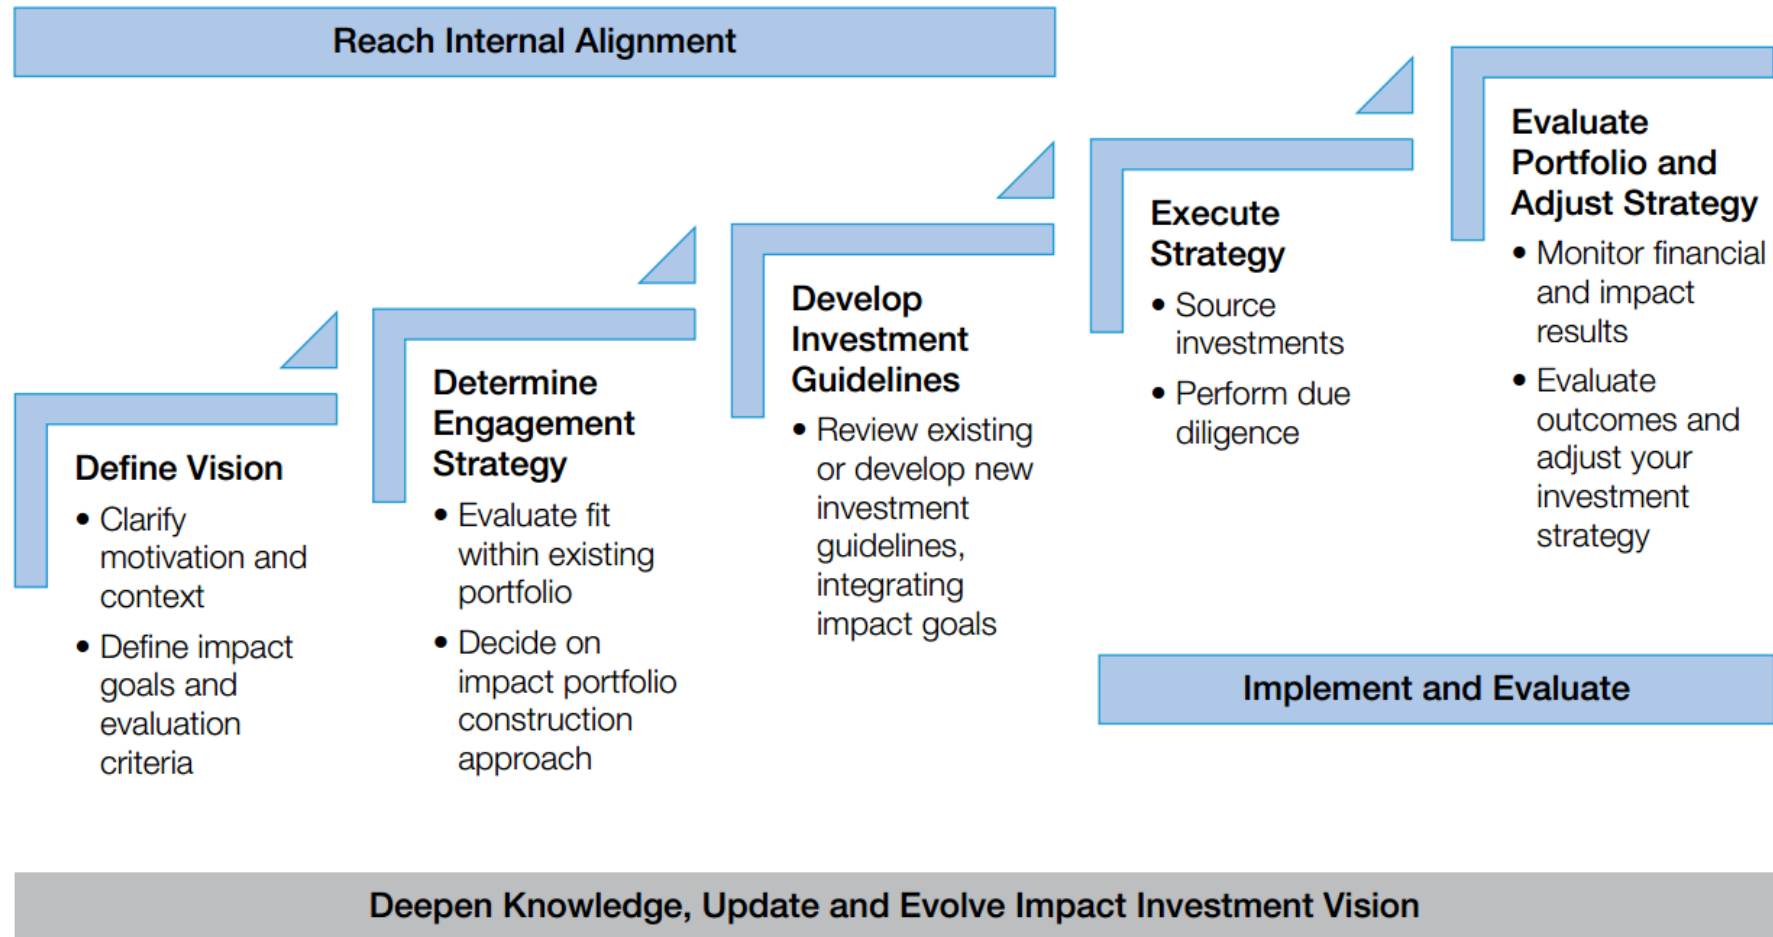 Reach Internal Alignment
Define Vision
• Clarify
motivation and
context
• Define impact
goals and
evaluation
criteria
Determine
Engagement
Strategy
• Evaluate fit
within existing
portfolio
• Decide on
impact portfolio
construction
approach
Develop
Investment
Guidelines
• Review existing
or develop new
investment
guidelines,
integrating
impact goals
Execute
Strategy
• Source
investments
• Perform due
diligence
Evaluate
Portfolio and
Adjust Strategy
• Monitor financial
and impact
results
• Evaluate
outcomes and
adjust your
investment
strategy
Implement and Evaluate
Deepen Knowledge, Update and Evolve Impact Investment Vision